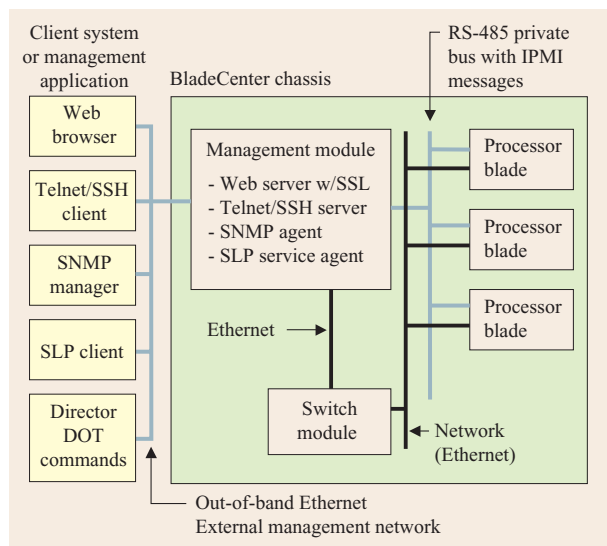 Client system
or management
application
RS-485 private
bus with IPMI
messages
BladeCenter chassis
Web
browser
Telnet/SSH
client
SNMP
manager
SLP client
Director
DOT
commands
Management module
- Web server w/SSL
- Telnet/SSH server
- SNMP agent
- SLP service agent
Processor
blade
Processor
blade
Processor
blade
Ethernet
Switch
module
Network
(Ethernet)
Out-of-band Ethernet
External management network